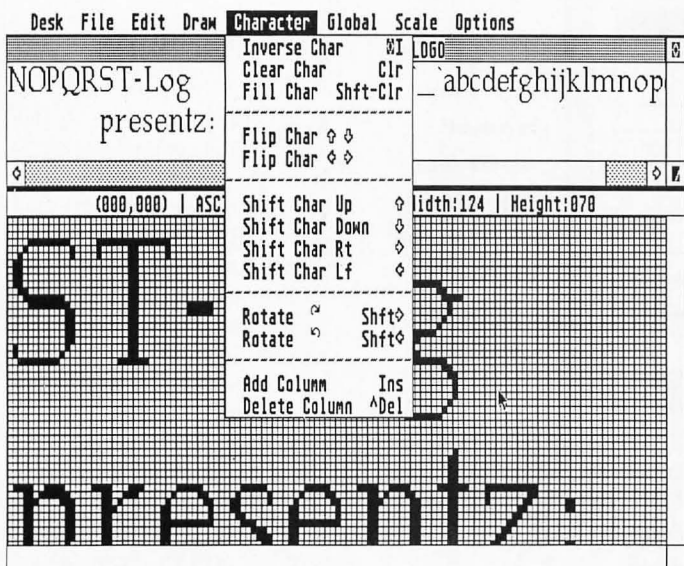 Desk File Edit Draw Character Global Scale Options
Inverse Char I LOGO
Clear Char Clr
NOPQRST-Log _`abcdefghijklmnop
Fill Char Shft-Clr
presentz:
Flip Char ⇧ ⇩
Flip Char ⇦ ⇨
(000,000) | ASCI Width:124 | Height:070
Shift Char Up ⇧
Shift Char Down ⇩
Shift Char Rt ⇨
Shift Char Lf ⇦
ST- g
Rotate ↷ Shft⇨
Rotate ↶ Shft⇦
Add Columm Ins
Delete Column ^Del
presentz: